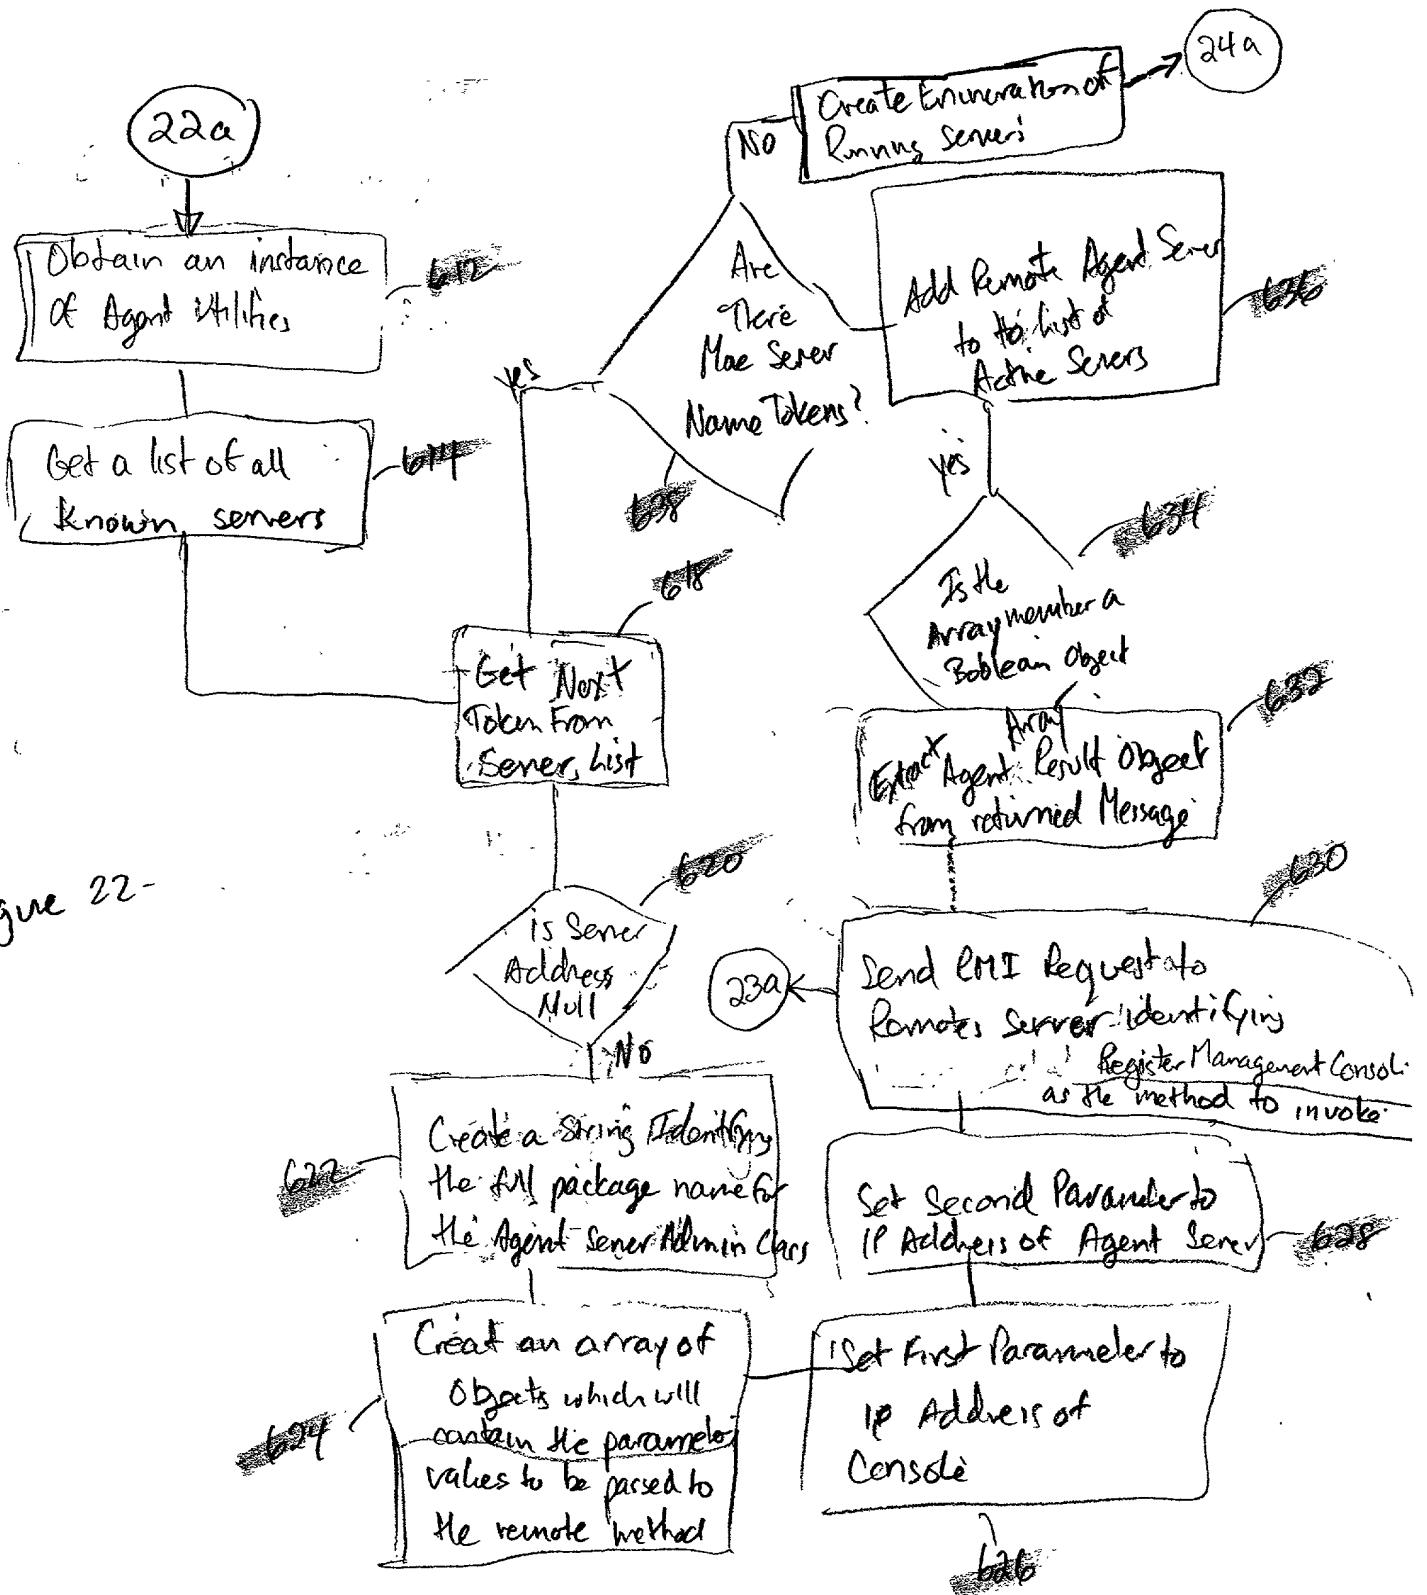 22a
Obtain an instance
of Agent Utilities
612
Get a list of all
Known servers
614
24a
Create Enumeration of
Running Servers
No
Are
There
More Server
Name Tokens?
638
yes
Add Remote Agent Server
to the list of
Active Servers
636
yes
Is the
Array member a
Boolean Object
634
Get Next
Token From
Server List
618
Array
Extract Agent Result Object
from returned Message
632
is Server
Address
Null
620
No
Figure 22-
23a
Send RMI Request to
Remote Server identifying
Register Management Consol
as the method to invoke
630
Create a String Identifying
the full package name for
the Agent Server Admin Class
622
Set Second Parameter to
IP Address of Agent Server
628
Creat an array of
Objects which will
contain the parameter
values to be parsed to
the remote method
624
Set First Parameter to
IP Address of
Console
626